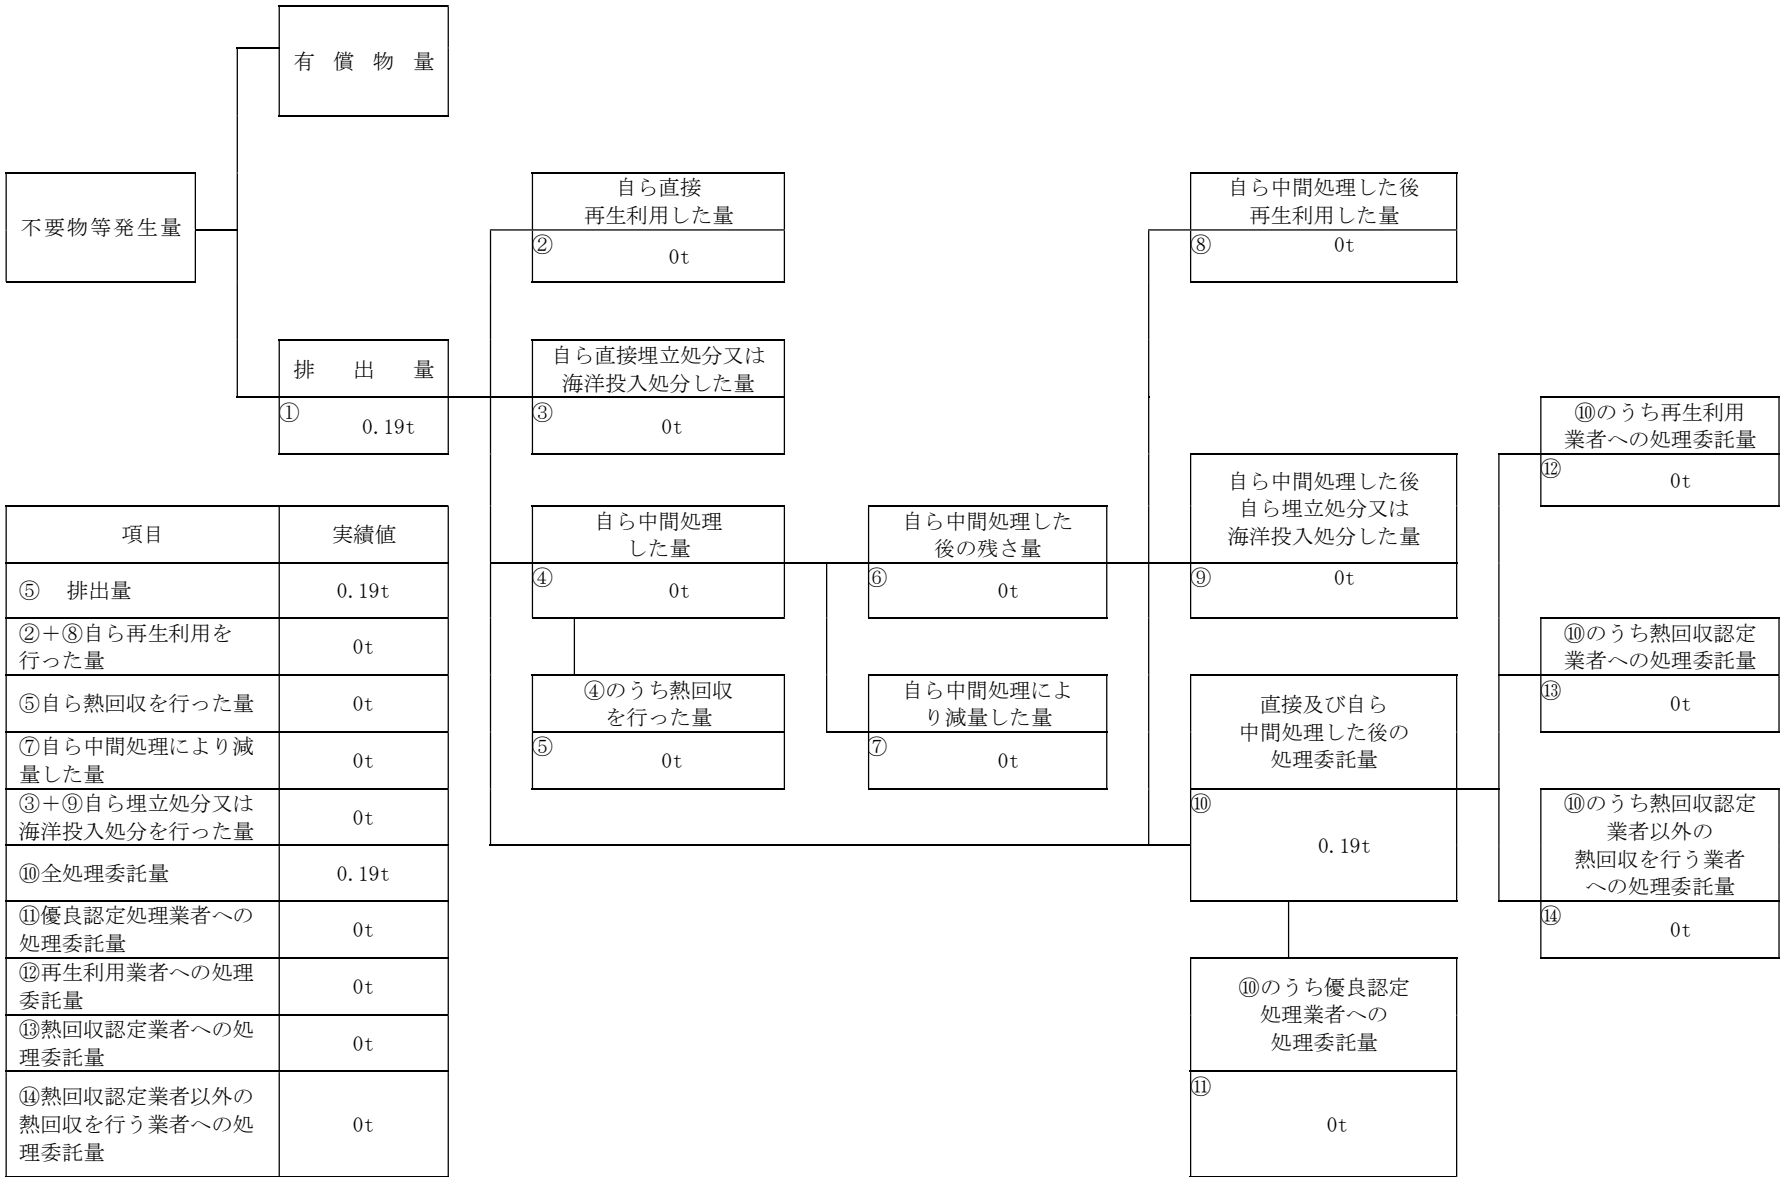 有償物量
不要物等発生量
自ら直接
再生利用した量
②
0t
自ら中間処理した後
再生利用した量
⑧
0t
排出量
①
0.19t
自ら直接埋立処分又は
海洋投入処分した量
③
0t
⑩のうち再生利用
業者への処理委託量
⑫
0t
自ら中間処理
した量
④
0t
自ら中間処理した
後の残さ量
⑥
0t
自ら中間処理した後
自ら埋立処分又は
海洋投入処分した量
⑨
0t
⑩のうち熱回収認定
業者への処理委託量
⑬
0t
④のうち熱回収
を行った量
⑤
0t
自ら中間処理によ
り減量した量
⑦
0t
直接及び自ら
中間処理した後の
処理委託量
⑩
0.19t
⑩のうち熱回収認定
業者以外の
熱回収を行う業者
への処理委託量
⑭
0t
⑩のうち優良認定
処理業者への
処理委託量
⑪
0t
項目 実績値
⑤ 排出量 0.19t
②＋⑧自ら再生利用を
行った量
0t
⑤自ら熱回収を行った量 0t
⑦自ら中間処理により減
量した量
0t
③＋⑨自ら埋立処分又は
海洋投入処分を行った量
0t
⑩全処理委託量 0.19t
⑪優良認定処理業者への
処理委託量
0t
⑫再生利用業者への処理
委託量
0t
⑬熱回収認定業者への処
理委託量
0t
⑭熱回収認定業者以外の
熱回収を行う業者への処
理委託量
0t